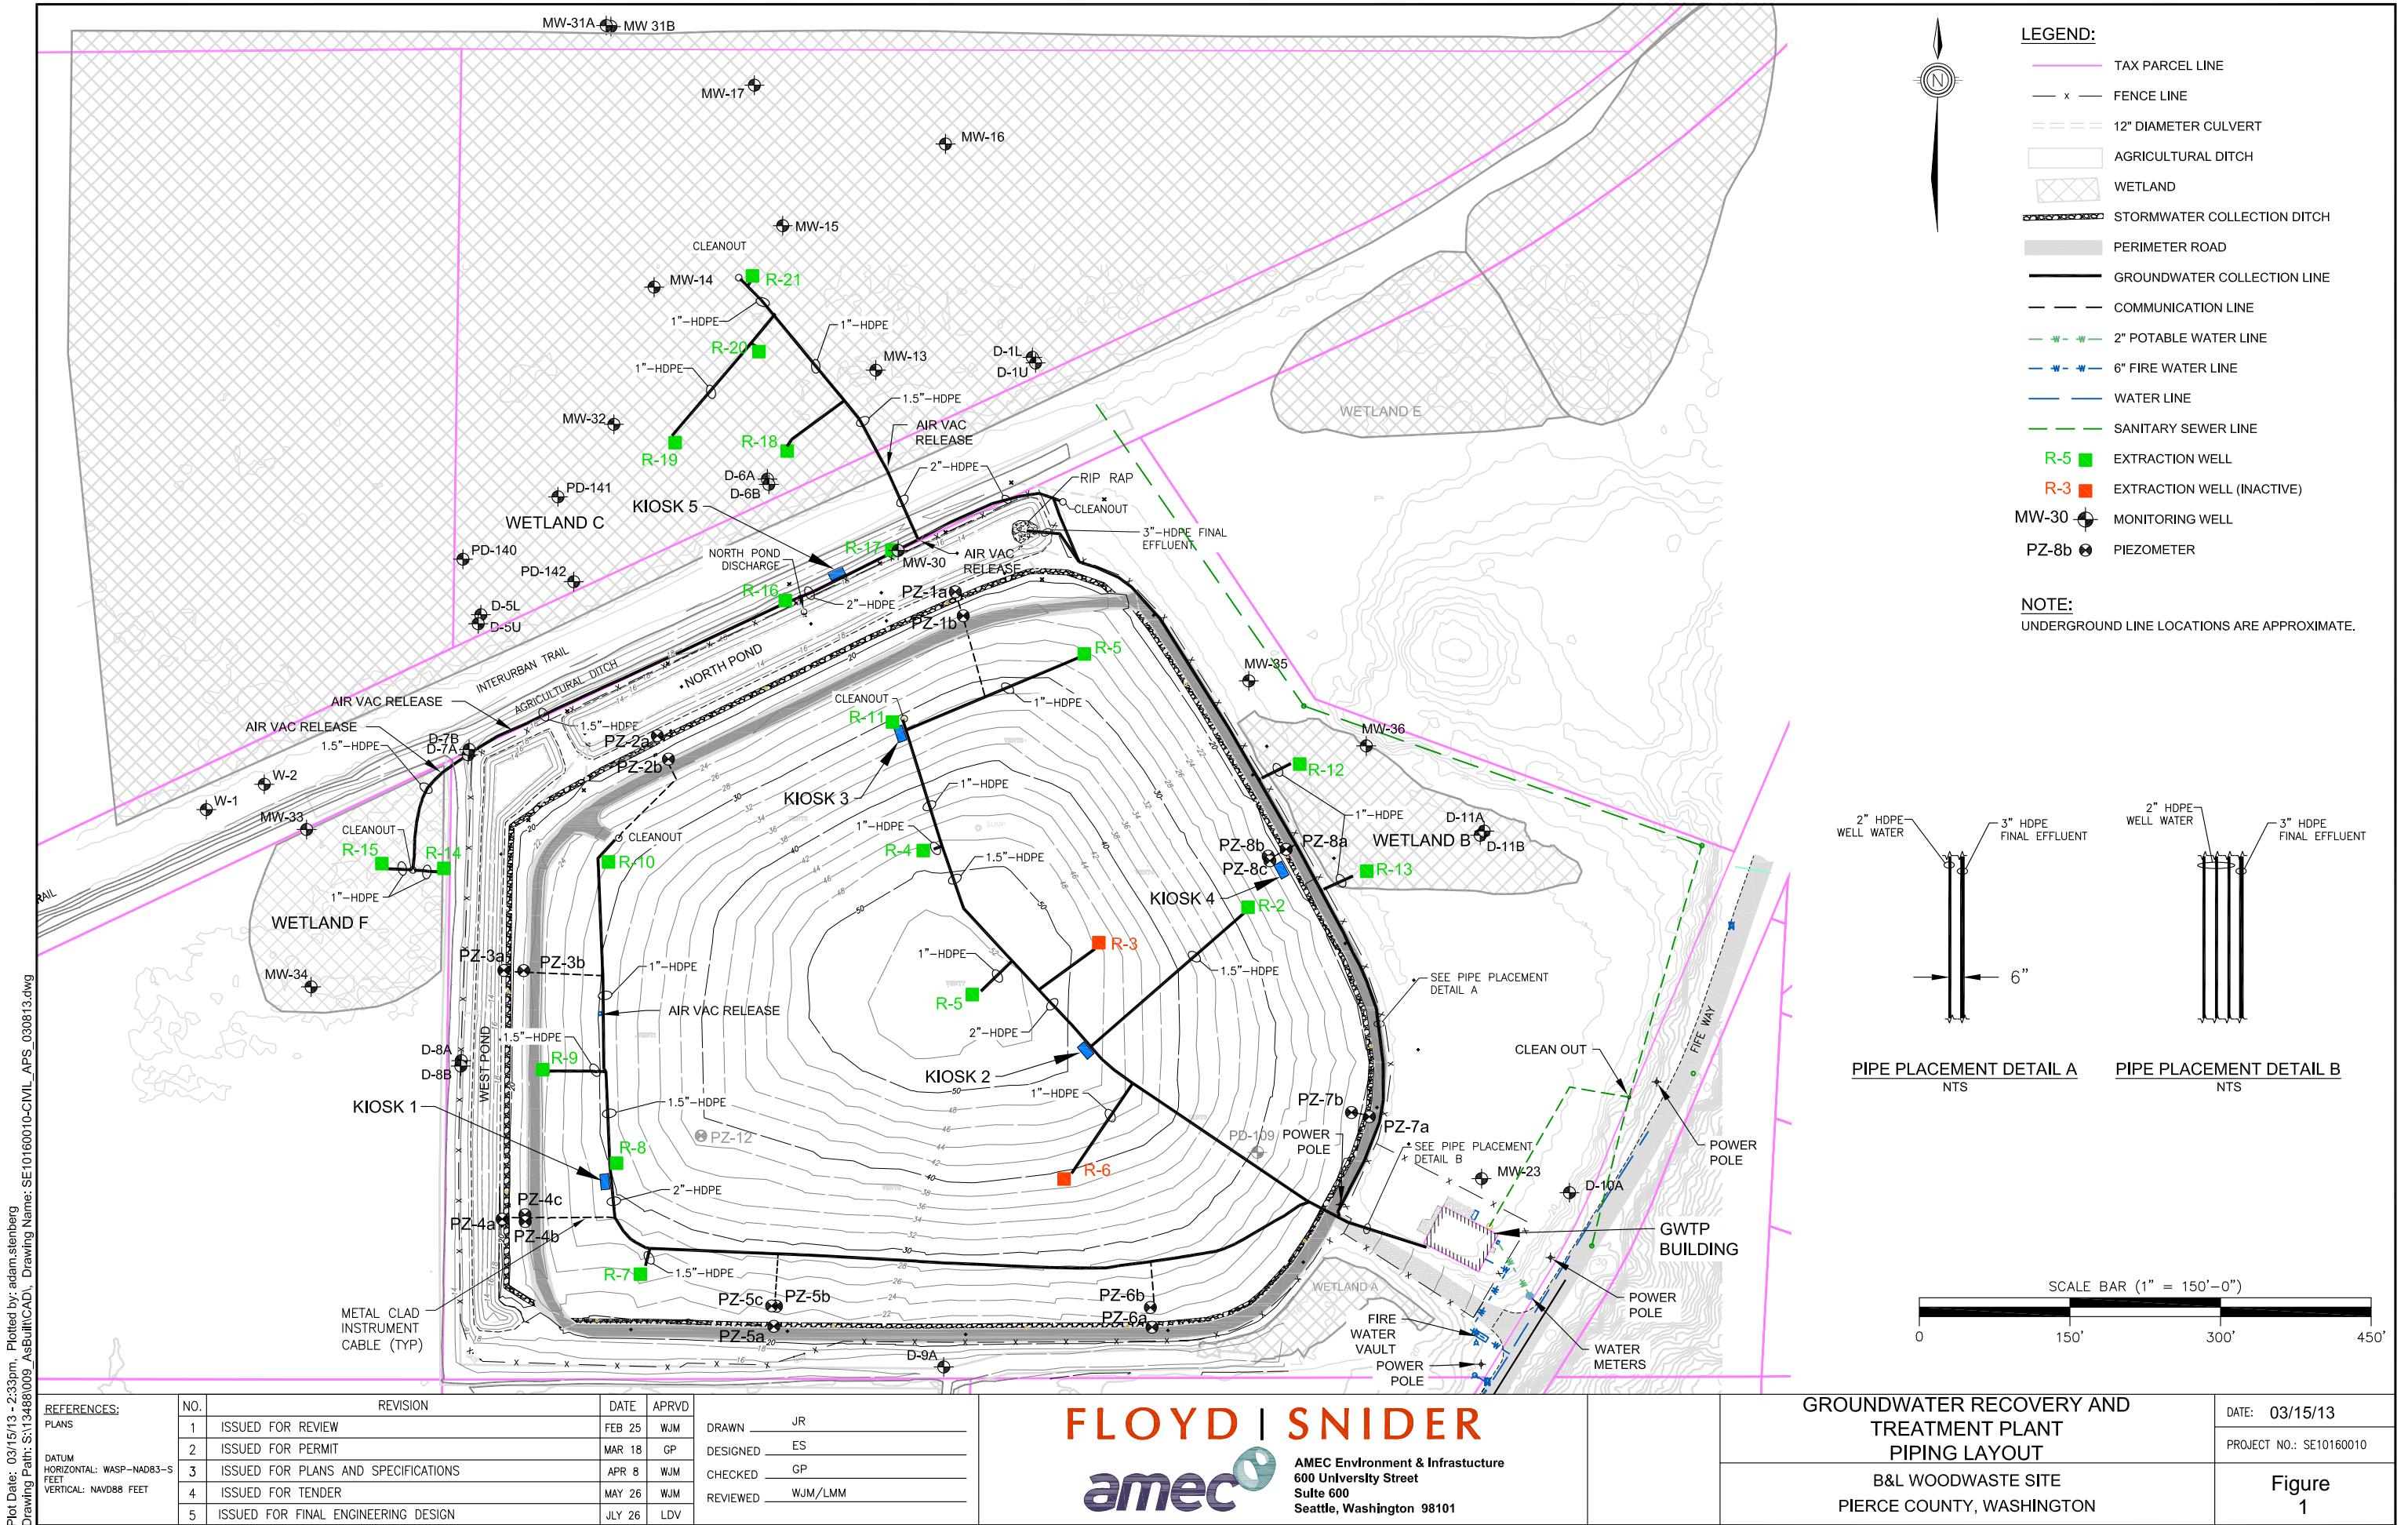 MW-31A
MW 31B
MW-17
MW-16
MW-15
CLEANOUT
MW-14
R-21
1"-HDPE
1"-HDPE
R-20
MW-13
D-1L
D-1U
1"-HDPE
1.5"-HDPE
MW-32
AIR VAC
RELEASE
WETLAND E
R-18
R-19
2"-HDPE
D-6A
D-6B
RIP RAP
PD-141
KIOSK 5
CLEANOUT
WETLAND C
3"-HDPE FINAL
EFFLUENT
R-17
NORTH POND
DISCHARGE
AIR VAC
RELEASE
MW-30
PD-140
PD-142
R-16
2"-HDPE
PZ-1a
PZ-1b
D-5L
D-5U
R-5
INTERURBAN TRAIL
AGRICULTURAL DITCH
NORTH POND
MW-35
1"-HDPE
AIR VAC RELEASE
AIR VAC RELEASE
CLEANOUT
R-11
1.5"-HDPE
PZ-2a
PZ-2b
D-7B
D-7A
1.5"-HDPE
MW-36
R-12
W-2
W-1
KIOSK 3
1"-HDPE
MW-33
1"-HDPE
CLEANOUT
CLEANOUT
1"-HDPE
WETLAND B
D-11A
D-11B
R-15
R-14
R-10
R-4
1.5"-HDPE
PZ-8b
PZ-8a
PZ-8c
R-13
1"-HDPE
KIOSK 4
R-2
WETLAND F
R-3
1"-HDPE
PZ-3a
PZ-3b
1"-HDPE
1.5"-HDPE
MW-34
SEE PIPE PLACEMENT
DETAIL A
R-5
AIR VAC RELEASE
2"-HDPE
1.5"-HDPE
D-8A
D-8B
R-9
WEST POND
CLEAN OUT
FIFE WAY
KIOSK 2
1"-HDPE
KIOSK 1
1.5"-HDPE
PZ-7b
PZ-7a
PZ-12
PD-109
POWER
POLE
R-8
SEE PIPE PLACEMENT
DETAIL B
POWER
POLE
R-6
MW-23
D-10A
2"-HDPE
PZ-4c
PZ-4a
PZ-4b
GWTP
BUILDING
R-7
1.5"-HDPE
WETLAND A
PZ-5c
PZ-5b
PZ-5a
PZ-6b
PZ-6a
METAL CLAD
INSTRUMENT
CABLE (TYP)
POWER
POLE
FIRE
WATER
VAULT
WATER
METERS
D-9A
POWER
POLE
N
LEGEND:
TAX PARCEL LINE
x FENCE LINE
12" DIAMETER CULVERT
AGRICULTURAL DITCH
WETLAND
STORMWATER COLLECTION DITCH
PERIMETER ROAD
GROUNDWATER COLLECTION LINE
COMMUNICATION LINE
W W 2" POTABLE WATER LINE
W W 6" FIRE WATER LINE
WATER LINE
SANITARY SEWER LINE
R-5 EXTRACTION WELL
R-3 EXTRACTION WELL (INACTIVE)
MW-30 MONITORING WELL
PZ-8b PIEZOMETER
NOTE:
UNDERGROUND LINE LOCATIONS ARE APPROXIMATE.
2" HDPE
WELL WATER
3" HDPE
FINAL EFFLUENT
6"
PIPE PLACEMENT DETAIL A
NTS
2" HDPE
WELL WATER
3" HDPE
FINAL EFFLUENT
PIPE PLACEMENT DETAIL B
NTS
SCALE BAR (1" = 150'-0")
0 150' 300' 450'
Plot Date: 03/15/13 - 2:33pm, Plotted by: adam.stenberg
Drawing Path: S:\13488\009_AsBuilt\CAD\, Drawing Name: SE10160010-CIVIL_APS_030813.dwg
REFERENCES:
PLANS
DATUM
HORIZONTAL: WASP-NAD83-S
FEET
VERTICAL: NAVD88 FEET
NO. REVISION DATE APRVD
1 ISSUED FOR REVIEW FEB 25 WJM
2 ISSUED FOR PERMIT MAR 18 GP
3 ISSUED FOR PLANS AND SPECIFICATIONS APR 8 WJM
4 ISSUED FOR TENDER MAY 26 WJM
5 ISSUED FOR FINAL ENGINEERING DESIGN JLY 26 LDV
DRAWN JR
DESIGNED ES
CHECKED GP
REVIEWED WJM/LMM
FLOYD | SNIDER
amec
AMEC Environment & Infrastucture
600 University Street
Suite 600
Seattle, Washington 98101
GROUNDWATER RECOVERY AND
TREATMENT PLANT
PIPING LAYOUT
B&L WOODWASTE SITE
PIERCE COUNTY, WASHINGTON
DATE: 03/15/13
PROJECT NO.: SE10160010
Figure
1